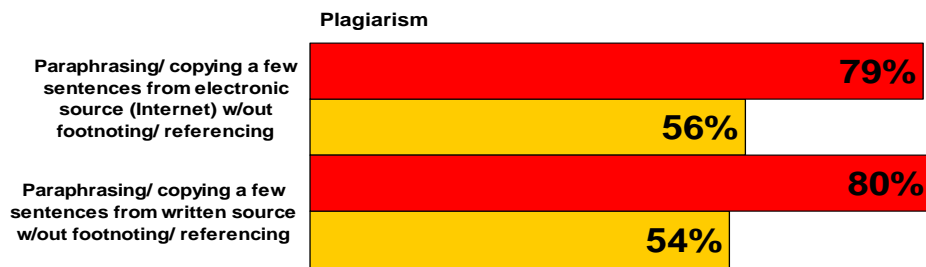 Plagiarism
Paraphrasing/ copying a few
sentences from electronic
source (Internet) w/out
footnoting/ referencing
79%
56%
Paraphrasing/ copying a few
sentences from written source
w/out footnoting/ referencing
80%
54%